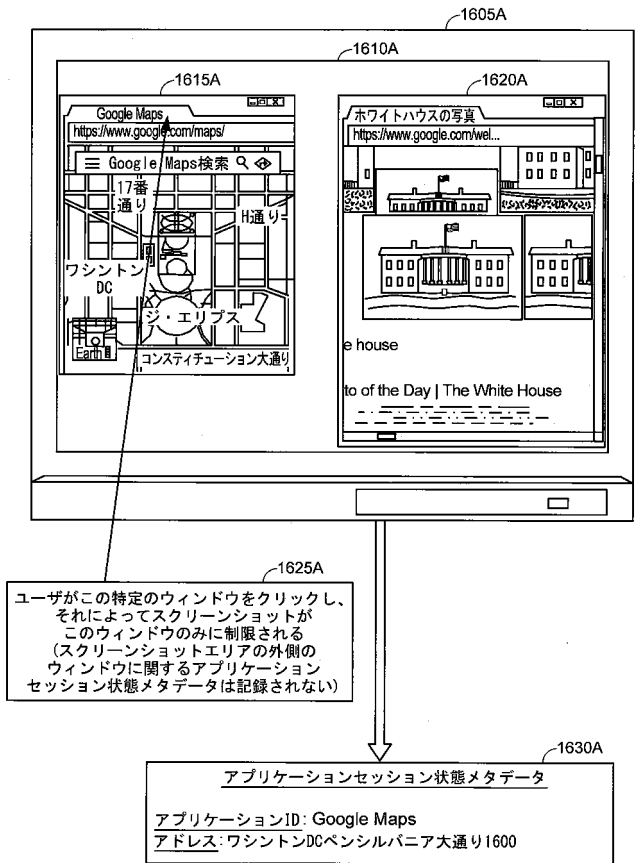 1605A
1610A
1615A
1620A
Google Maps
https://www.google.com/maps/
Google Maps検索
17番
通り
H通り
ワシントン
DC
ジ・エリプス
Earth
コンスティチューション大通り
ホワイトハウスの写真
https://www.google.com/wel...
e house
to of the Day | The White House
1625A
ユーザがこの特定のウィンドウをクリックし、
それによってスクリーンショットが
このウィンドウのみに制限される
(スクリーンショットエリアの外側の
ウィンドウに関するアプリケーション
セッション状態メタデータは記録されない)
1630A
アプリケーションセッション状態メタデータ
アプリケーションID: Google Maps
アドレス:ワシントンDCペンシルバニア大通り1600